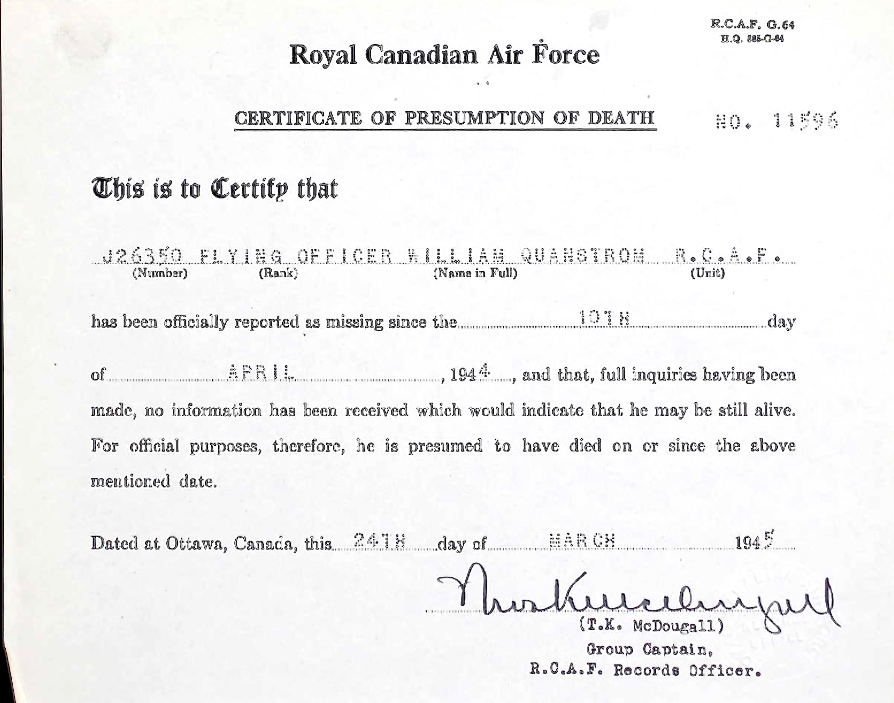 R.C.A.F. G.64
H.Q. 885-G-64
Royal Canadian Air Force
CERTIFICATE OF PRESUMPTION OF DEATH
NO. 11596
This is to Certify that
J26350 FLYING OFFICER WILLIAM QUANSTROM R.C.A.F.
(Number) (Rank) (Name in Full) (Unit)
has been officially reported as missing since the 10TH day
of APRIL, 1944, and that, full inquiries having been
made, no information has been received which would indicate that he may be still alive.
For official purposes, therefore, he is presumed to have died on or since the above
mentioned date.
Dated at Ottawa, Canada, this 24TH day of MARCH 1945
(T.K. McDougall)
Group Captain,
R.C.A.F. Records Officer.